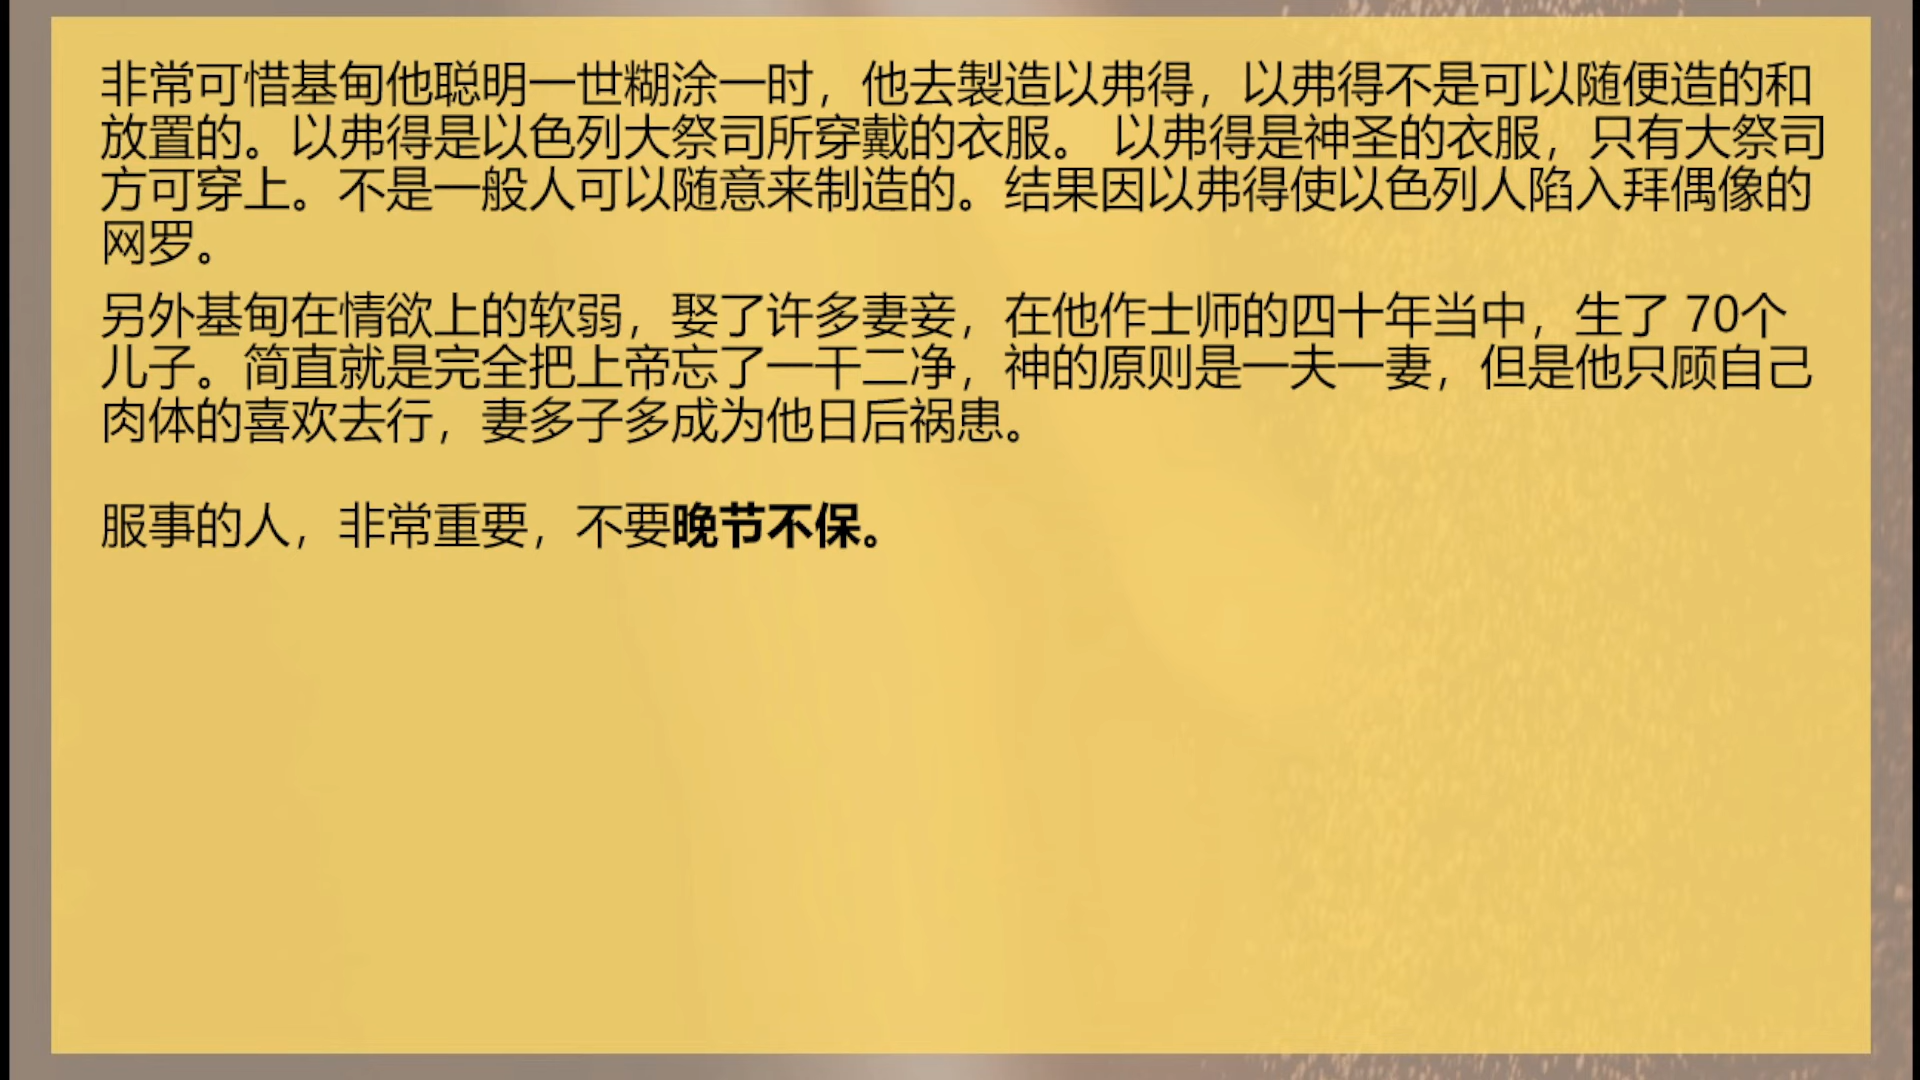 非常可惜基甸他聪明一世糊涂一时，他去製造以弗得，以弗得不是可以随便造的和
放置的。以弗得是以色列大祭司所穿戴的衣服。 以弗得是神圣的衣服，只有大祭司
方可穿上。不是一般人可以随意来制造的。结果因以弗得使以色列人陷入拜偶像的
网罗。
另外基甸在情欲上的软弱，娶了许多妻妾，在他作士师的四十年当中，生了 70个
儿子。简直就是完全把上帝忘了一干二净，神的原则是一夫一妻，但是他只顾自己
肉体的喜欢去行，妻多子多成为他日后祸患。
服事的人，非常重要，不要晚节不保。